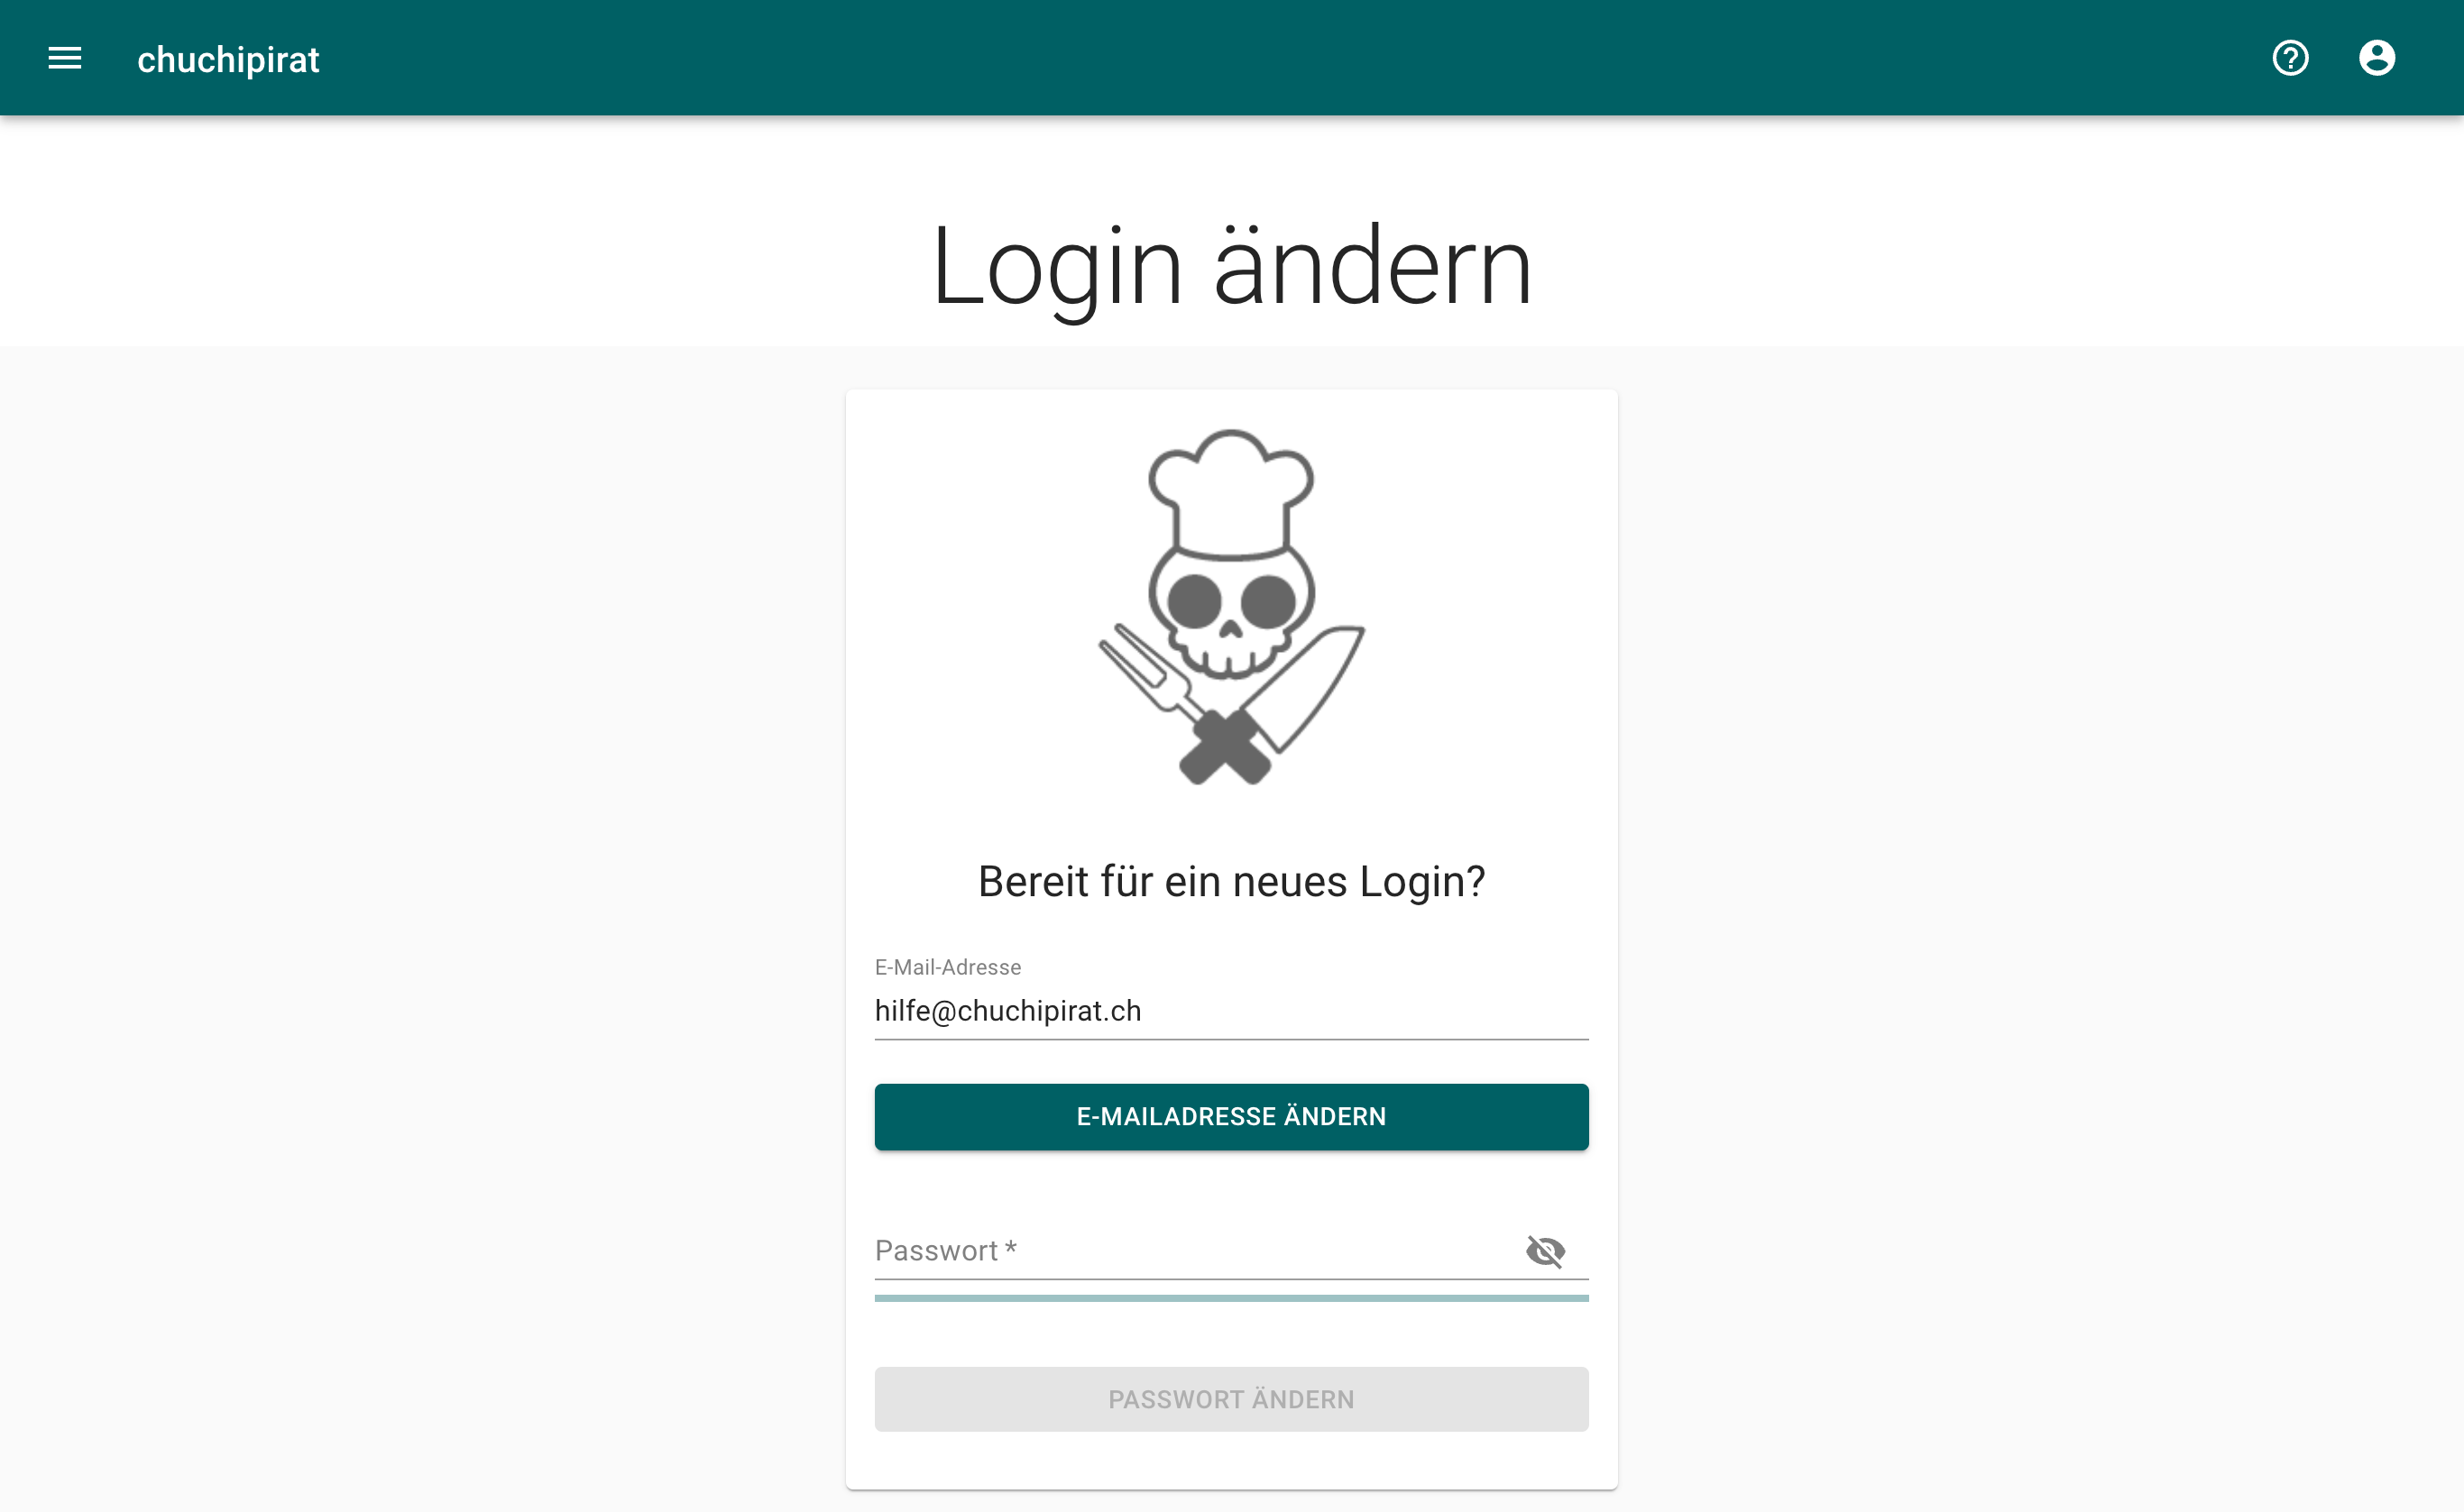 chuchipirat
Login ändern
Bereit für ein neues Login?
E-Mail-Adresse
hilfe@chuchipirat.ch
E-MAILADRESSE ÄNDERN
Passwort *
PASSWORT ÄNDERN